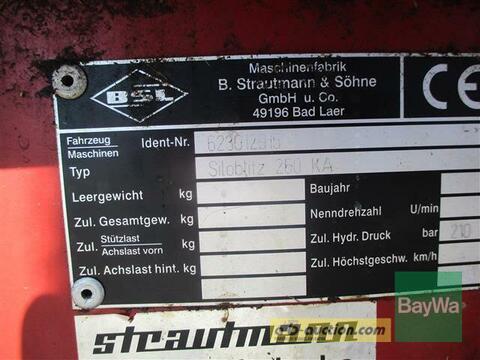 BSL
Maschinenfabrik
B. Strautmann & Söhne
GmbH u. Co.
49196 Bad Laer
CE
Fahrzeug
Maschinen
Ident-Nr.
Typ Siloblitz 260 KA
Leergewicht kg
Baujahr
Zul. Gesamtgew. kg
Nenndrehzahl U/min
Zul. Stützlast
Achslast vorn kg
Zul. Hydr. Druck bar 210
Zul. Achslast hint. kg
Zul. Höchstgeschw. km/h
BayWa
strautmann
auction.com